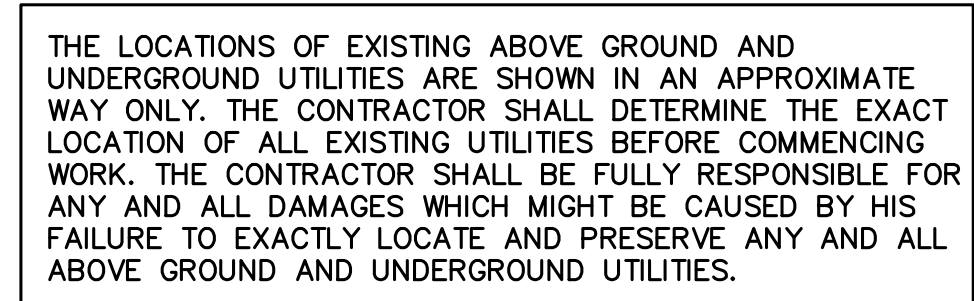 THE LOCATIONS OF EXISTING ABOVE GROUND AND
UNDERGROUND UTILITIES ARE SHOWN IN AN APPROXIMATE
WAY ONLY. THE CONTRACTOR SHALL DETERMINE THE EXACT
LOCATION OF ALL EXISTING UTILITIES BEFORE COMMENCING
WORK. THE CONTRACTOR SHALL BE FULLY RESPONSIBLE FOR
ANY AND ALL DAMAGES WHICH MIGHT BE CAUSED BY HIS
FAILURE TO EXACTLY LOCATE AND PRESERVE ANY AND ALL
ABOVE GROUND AND UNDERGROUND UTILITIES.